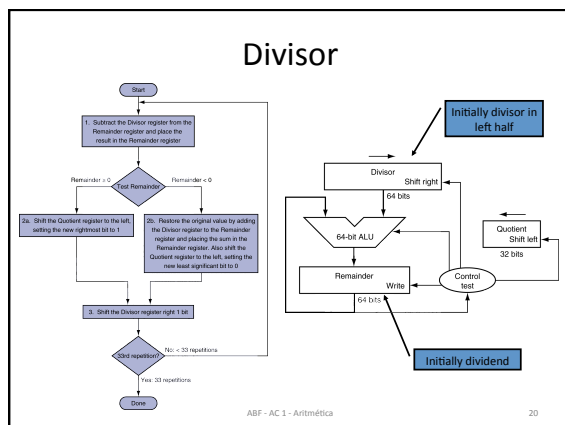 Divisor
Start
1. Subtract the Divisor register from the
Remainder register and place the
result in the Remainder register
Remainder ≥ 0
Remainder < 0
Test Remainder
2a. Shift the Quotient register to the left,
setting the new rightmost bit to 1
2b. Restore the original value by adding
the Divisor register to the Remainder
register and placing the sum in the
Remainder register. Also shift the
Quotient register to the left, setting the
new least significant bit to 0
3. Shift the Divisor register right 1 bit
33rd repetition?
No: < 33 repetitions
Yes: 33 repetitions
Done
Initially divisor in
left half
Divisor
Shift right
64 bits
64-bit ALU
Quotient
Shift left
32 bits
Remainder
Write
Control
test
64 bits
Initially dividend
ABF - AC 1 - Aritmética
20